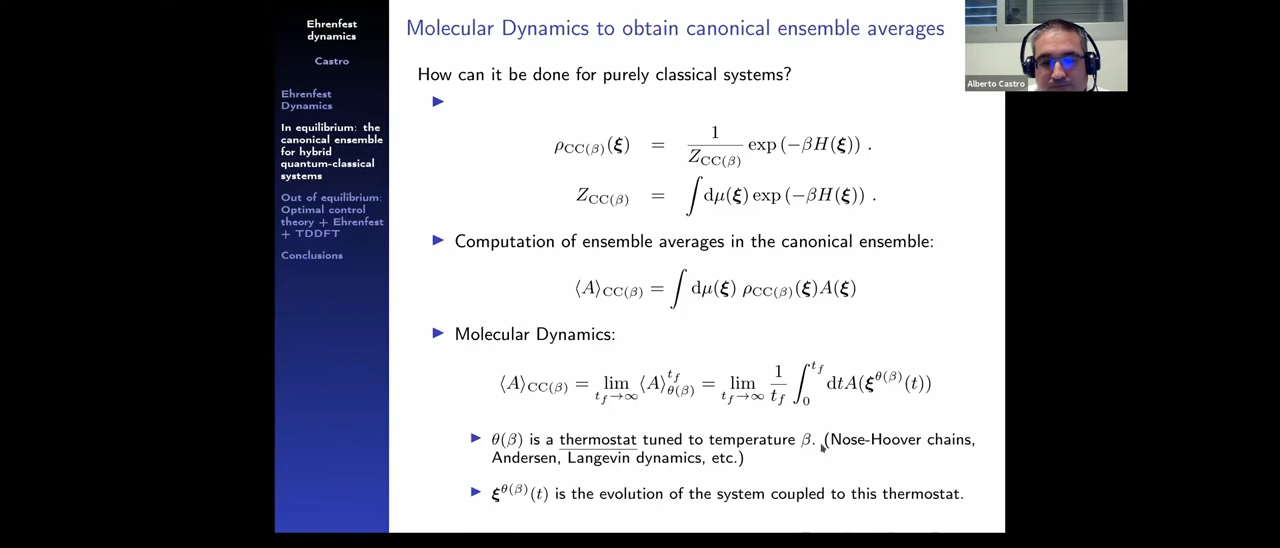 Ehrenfest
dynamics
Castro
Ehrenfest
Dynamics
In equilibrium: the
canonical ensemble
for hybrid
quantum-classical
systems
Out of equilibrium:
Optimal control
theory + Ehrenfest
+ TDDFT
Conclusions
Molecular Dynamics to obtain canonical ensemble averages
How can it be done for purely classical systems?
ρCC(β)(ξ) = 1/ZCC(β) exp (−βH(ξ)) .
ZCC(β) = ∫ dμ(ξ) exp (−βH(ξ)) .
Computation of ensemble averages in the canonical ensemble:
⟨A⟩CC(β) = ∫ dμ(ξ) ρCC(β)(ξ)A(ξ)
Molecular Dynamics:
⟨A⟩CC(β) = lim tf→∞ ⟨A⟩^tf_θ(β) = lim tf→∞ 1/tf ∫_0^tf dtA(ξ^θ(β)(t))
θ(β) is a thermostat tuned to temperature β. (Nose-Hoover chains,
Andersen, Langevin dynamics, etc.)
ξ^θ(β)(t) is the evolution of the system coupled to this thermostat.
Alberto Castro